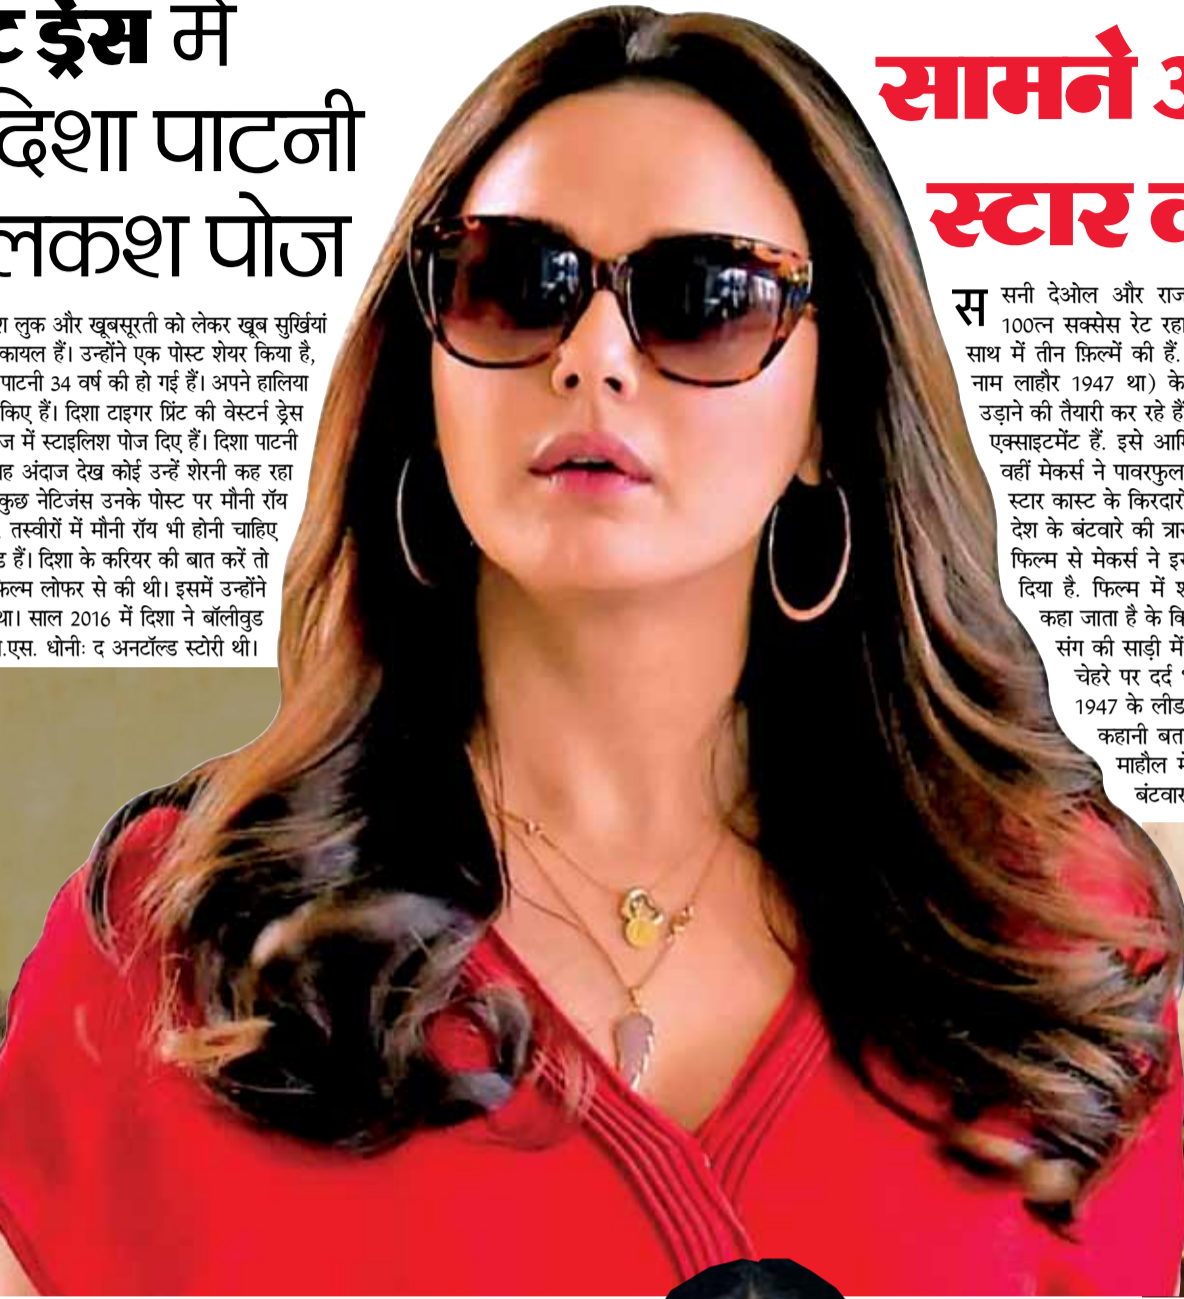 ट ड्रेस में
दिशा पाटनी
लकश पोज
श लुक और खूबसूरती को लेकर खूब सुर्खियां
कायल हैं। उन्होंने एक पोस्ट शेयर किया है,
पाटनी 34 वर्ष की हो गई हैं। अपने हालिया
किए हैं। दिशा टाइगर प्रिंट की वेस्टर्न ड्रेस
ज में स्टाइलिश पोज दिए हैं। दिशा पाटनी
ह अंदाज देख कोई उन्हें शेरनी कह रहा
कुछ नेटिजंस उनके पोस्ट पर मौनी रॉय
तस्वीरों में मौनी रॉय भी होनी चाहिए
ड हैं। दिशा के करियर की बात करें तो
फिल्म लोफर से की थी। इसमें उन्होंने
था। साल 2016 में दिशा ने बॉलीवुड
.एस. धोनीः द अनटॉल्ड स्टोरी थी।
सामने
स्टार
स सनी देओल और राज
100त्न सक्सेस रेट रहा
साथ में तीन फ़िल्में की हैं.
नाम लाहौर 1947 था) के
उड़ाने की तैयारी कर रहे हैं
एक्साइटमेंट हैं. इसे आमि
वहीं मेकर्स ने पावरफुल
स्टार कास्ट के किरदारों
देश के बंटवारे की त्रास
फिल्म से मेकर्स ने इस
दिया है. फिल्म में श
कहा जाता है के कि
संग की साड़ी में
चेहरे पर दर्द
1947 के लीड
कहानी बता
माहौल में
बंटवार